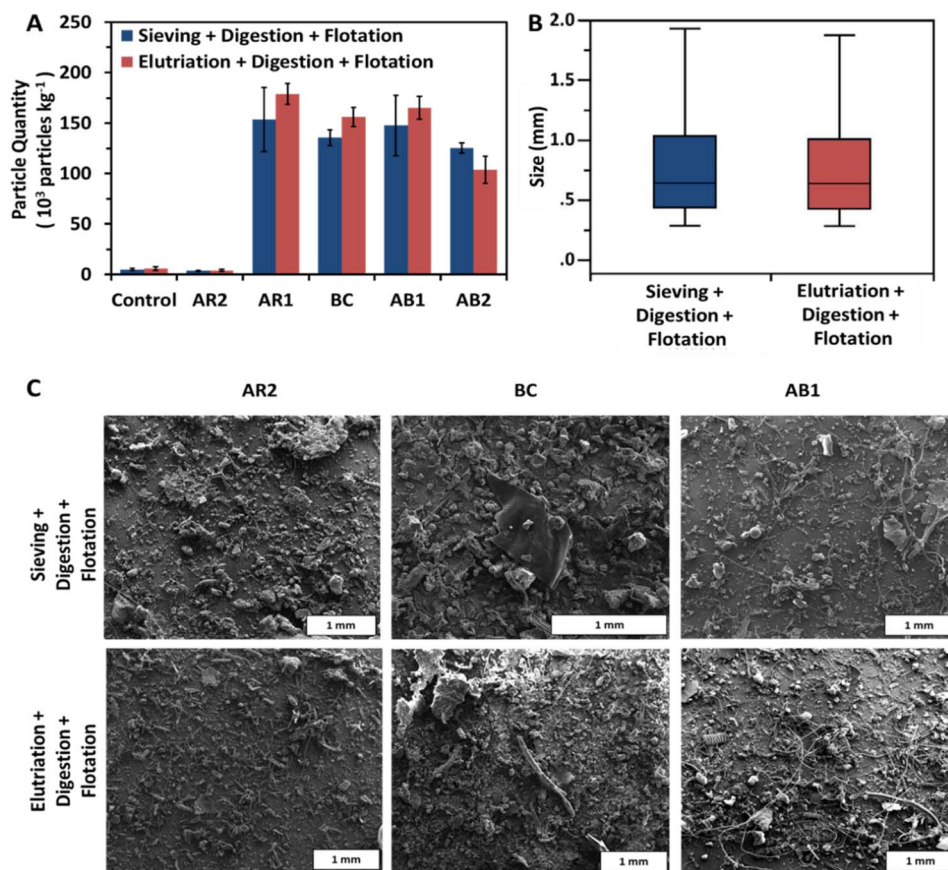 A
Sieving + Digestion + Flotation
Elutriation + Digestion + Flotation
Particle Quantity
( 10³ particles kg⁻¹)
250
200
150
100
50
0
Control AR2 AR1 BC AB1 AB2
B
Size (mm)
2.0
1.5
1.0
.5
.0
Sieving +
Digestion +
Flotation
Elutriation +
Digestion +
Flotation
C
AR2 BC AB1
Sieving +
Digestion +
Flotation
1 mm 1 mm 1 mm
Elutriation +
Digestion +
Flotation
1 mm 1 mm 1 mm